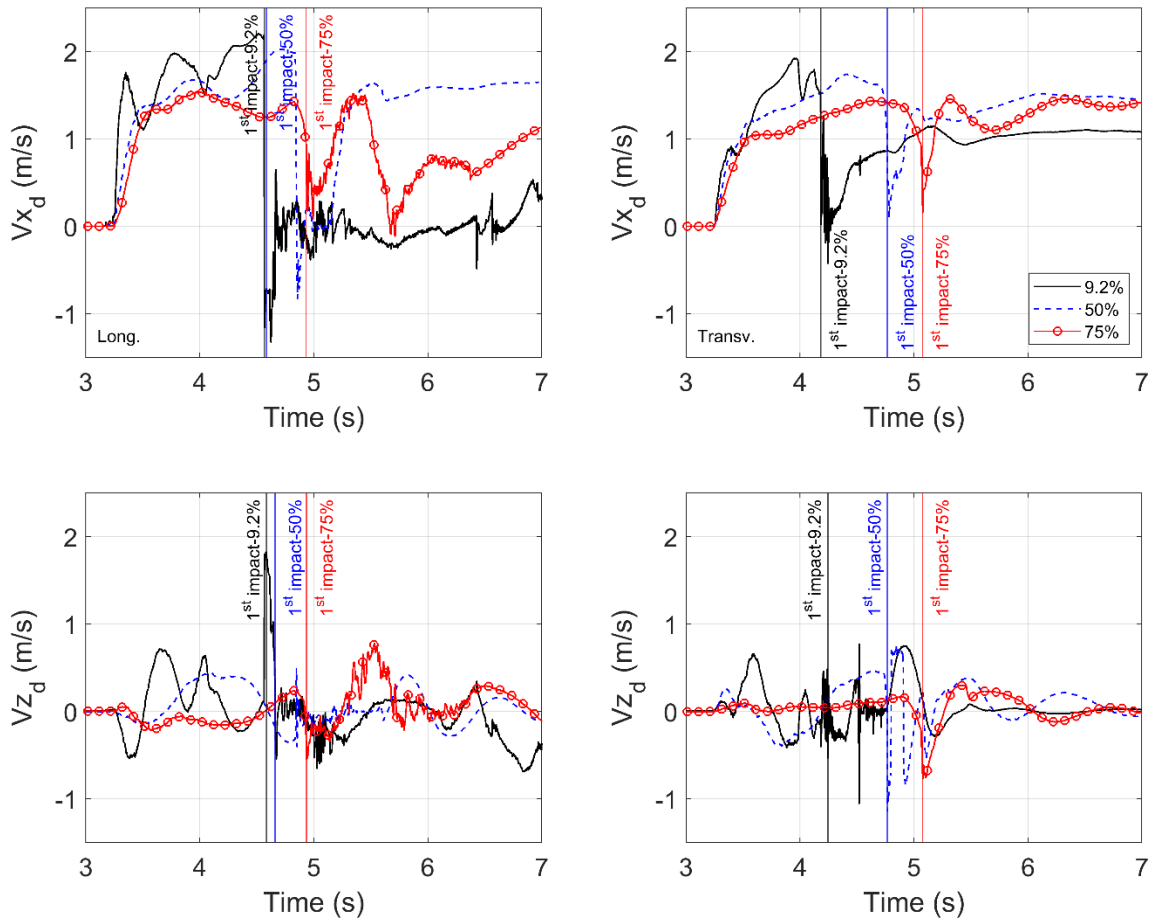 Vx_d (m/s)
2
1
0
-1
1st impact-9.2%
1st impact-50%
1st impact-75%
Long.
3 4 5 6 7
Time (s)
Vx_d (m/s)
2
1
0
-1
1st impact-9.2%
1st impact-50%
1st impact-75%
9.2%
50%
75%
Transv.
3 4 5 6 7
Time (s)
Vz_d (m/s)
2
1
0
-1
1st impact-9.2%
1st impact-50%
1st impact-75%
3 4 5 6 7
Time (s)
Vz_d (m/s)
2
1
0
-1
1st impact-9.2%
1st impact-50%
1st impact-75%
3 4 5 6 7
Time (s)